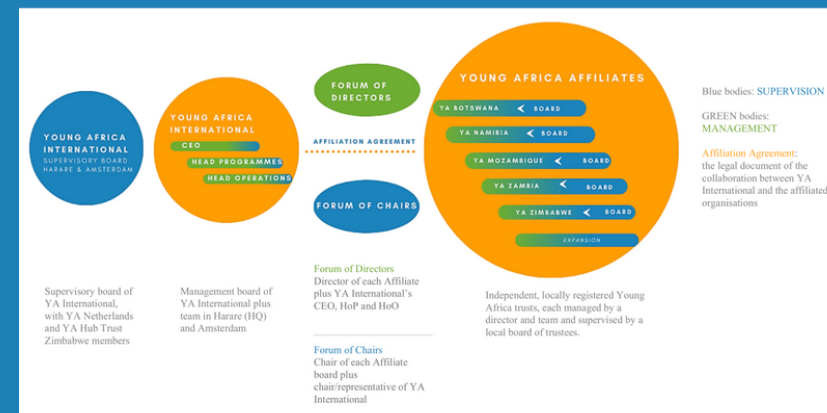 YOUNG AFRICA
INTERNATIONAL
SUPERVISORY BOARD
HARARE & AMSTERDAM
Supervisory board of
YA International,
with YA Netherlands
and YA Hub Trust
Zimbabwe members
YOUNG AFRICA
INTERNATIONAL
CEO
HEAD PROGRAMMES
HEAD OPERATIONS
Management board of
YA International plus
team in Harare (HQ)
and Amsterdam
FORUM OF
DIRECTORS
AFFILIATION AGREEMENT
FORUM OF CHAIRS
Forum of Directors
Director of each Affiliate
plus YA International's
CEO, HoP and HoO
Forum of Chairs
Chair of each Affiliate
board plus
chair/representative of YA
International
YOUNG AFRICA AFFILIATES
YA BOTSWANA < BOARD
YA NAMIBIA < BOARD
YA MOZAMBIQUE < BOARD
YA ZAMBIA < BOARD
YA ZIMBABWE < BOARD
EXPANSION
Independent, locally registered Young
Africa trusts, each managed by a
director and team and supervised by a
local board of trustees.
Blue bodies: SUPERVISION
GREEN bodies:
MANAGEMENT
Affiliation Agreement:
the legal document of the
collaboration between YA
International and the affiliated
organisations